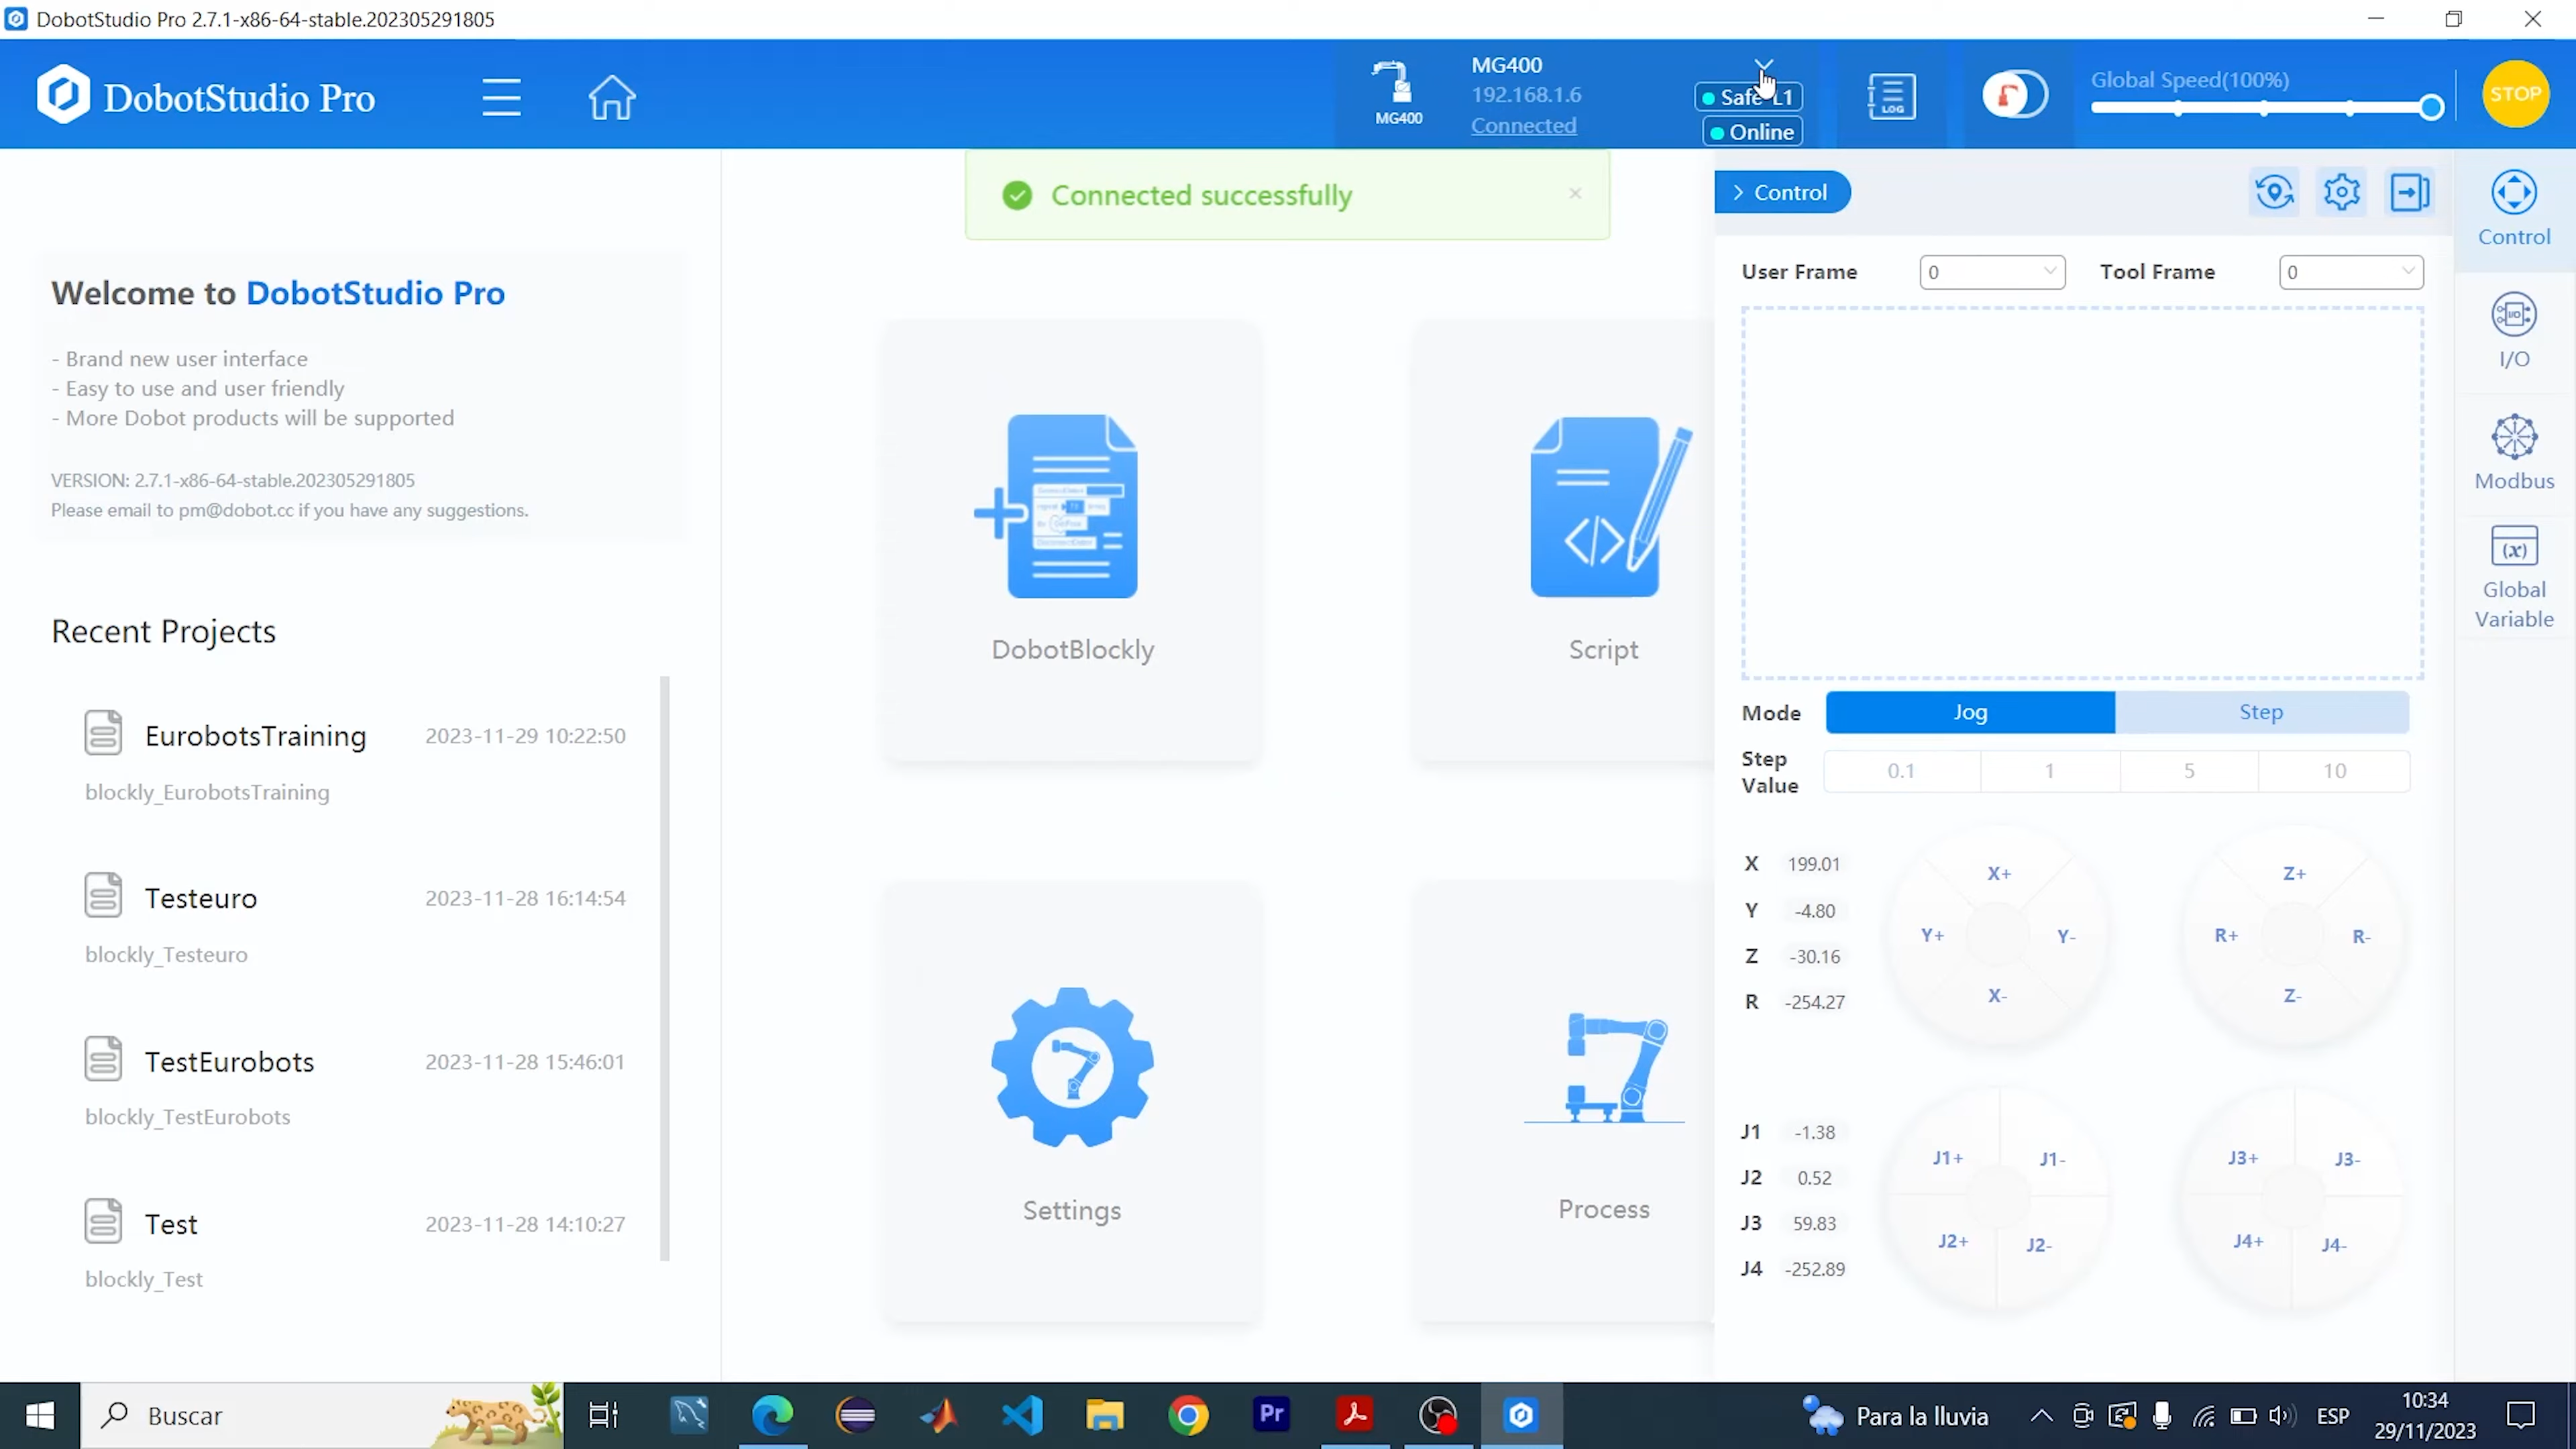 DobotStudio Pro 2.7.1-x86-64-stable.202305291805
DobotStudio Pro
MG400
MG400
192.168.1.6
Connected
Safe L1
Online
LOG
Global Speed(100%)
STOP
Connected successfully
Control
Welcome to DobotStudio Pro
- Brand new user interface
- Easy to use and user friendly
- More Dobot products will be supported
VERSION: 2.7.1-x86-64-stable.202305291805
Please email to pm@dobot.cc if you have any suggestions.
Recent Projects
EurobotsTraining 2023-11-29 10:22:50
blockly_EurobotsTraining
Testeuro 2023-11-28 16:14:54
blockly_Testeuro
TestEurobots 2023-11-28 15:46:01
blockly_TestEurobots
Test 2023-11-28 14:10:27
blockly_Test
DobotBlockly
Script
Settings
Process
User Frame 0 Tool Frame 0
Mode Jog Step
Step
Value
0.1 1 5 10
X 199.01
Y -4.80
Z -30.16
R -254.27
X+
Y+ Y-
X-
Z+
R+ R-
Z-
J1 -1.38
J2 0.52
J3 59.83
J4 -252.89
J1+ J1-
J2+ J2-
J3+ J3-
J4+ J4-
Control
I/O
I/O
Modbus
(x)
Global
Variable
Buscar
Pr
Para la lluvia
ESP
10:34
29/11/2023